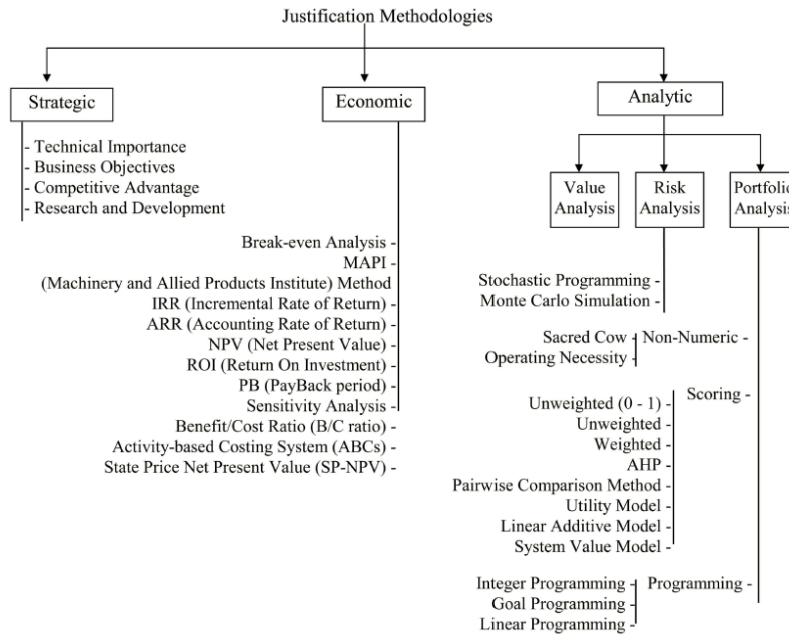 Justification Methodologies
Strategic
Economic
Analytic
- Technical Importance
- Business Objectives
- Competitive Advantage
- Research and Development
Value
Analysis
Risk
Analysis
Portfolio
Analysis
Break-even Analysis -
MAPI -
(Machinery and Allied Products Institute) Method
IRR (Incremental Rate of Return) -
ARR (Accounting Rate of Return) -
NPV (Net Present Value) -
ROI (Return On Investment) -
PB (PayBack period) -
Sensitivity Analysis -
Benefit/Cost Ratio (B/C ratio) -
Activity-based Costing System (ABCs) -
State Price Net Present Value (SP-NPV) -
Stochastic Programming -
Monte Carlo Simulation -
Sacred Cow -
Operating Necessity -
Non-Numeric -
Scoring -
Unweighted (0 - 1) -
Unweighted -
Weighted -
AHP -
Pairwise Comparison Method -
Utility Model -
Linear Additive Model -
System Value Model -
Integer Programming -
Goal Programming -
Linear Programming -
Programming -